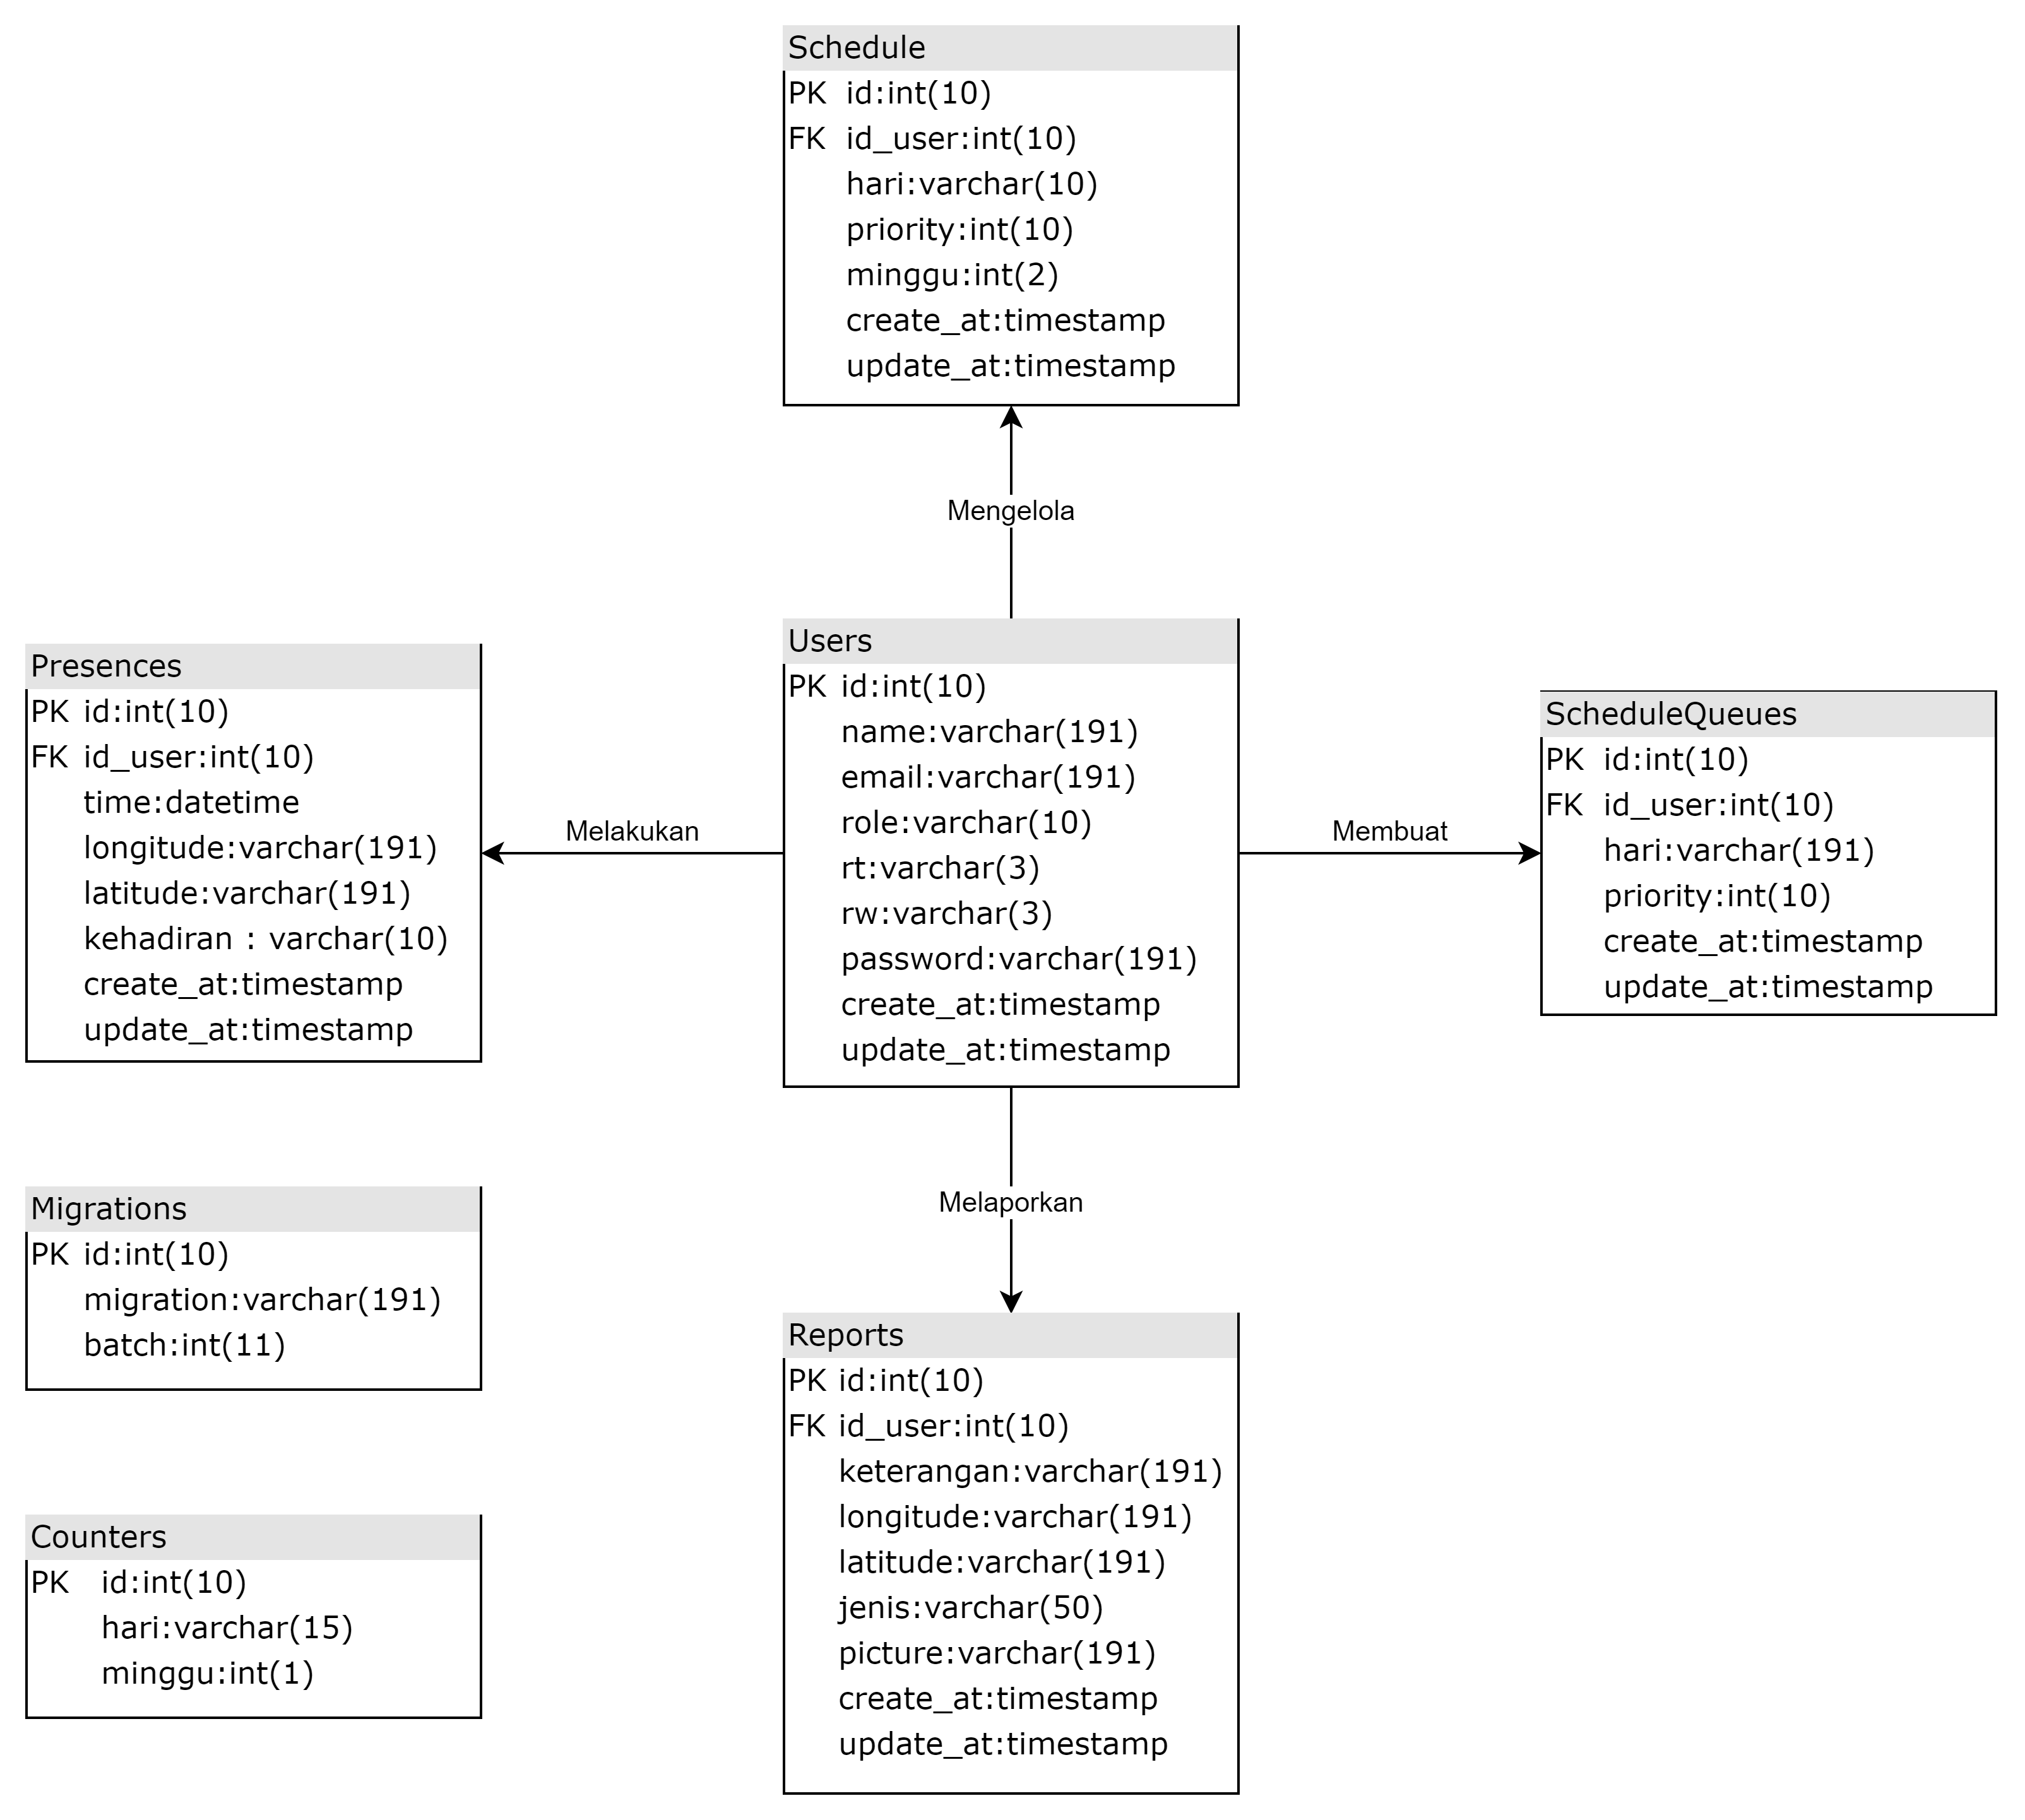 Schedule
PK id:int(10)
FK id_user:int(10)
hari:varchar(10)
priority:int(10)
minggu:int(2)
create_at:timestamp
update_at:timestamp
Mengelola
Presences
PK id:int(10)
FK id_user:int(10)
time:datetime
longitude:varchar(191)
latitude:varchar(191)
kehadiran : varchar(10)
create_at:timestamp
update_at:timestamp
Melakukan
Users
PK id:int(10)
name:varchar(191)
email:varchar(191)
role:varchar(10)
rt:varchar(3)
rw:varchar(3)
password:varchar(191)
create_at:timestamp
update_at:timestamp
Membuat
ScheduleQueues
PK id:int(10)
FK id_user:int(10)
hari:varchar(191)
priority:int(10)
create_at:timestamp
update_at:timestamp
Melaporkan
Migrations
PK id:int(10)
migration:varchar(191)
batch:int(11)
Reports
PK id:int(10)
FK id_user:int(10)
keterangan:varchar(191)
longitude:varchar(191)
latitude:varchar(191)
jenis:varchar(50)
picture:varchar(191)
create_at:timestamp
update_at:timestamp
Counters
PK id:int(10)
hari:varchar(15)
minggu:int(1)